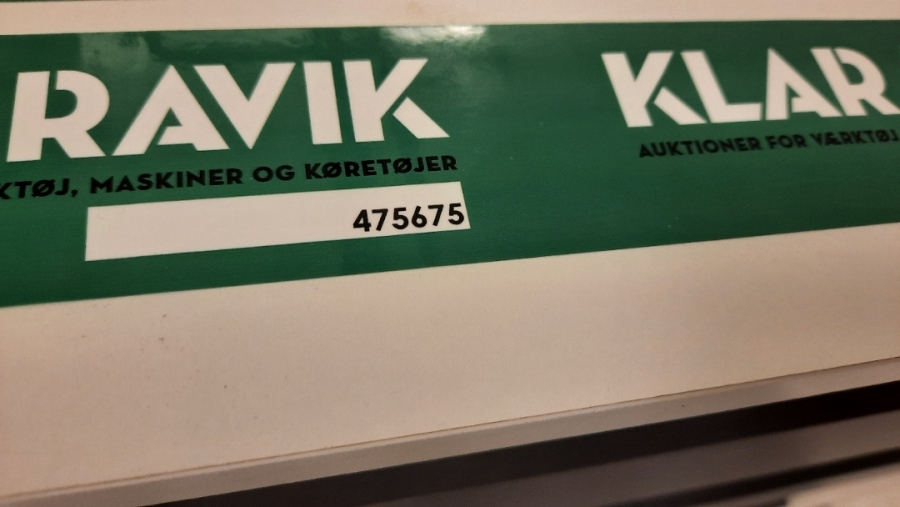 RAVIK
KTØJ, MASKINER OG KØRETØJER
475675
KLAR
AUKTIONER FOR VÆRKTØJ,